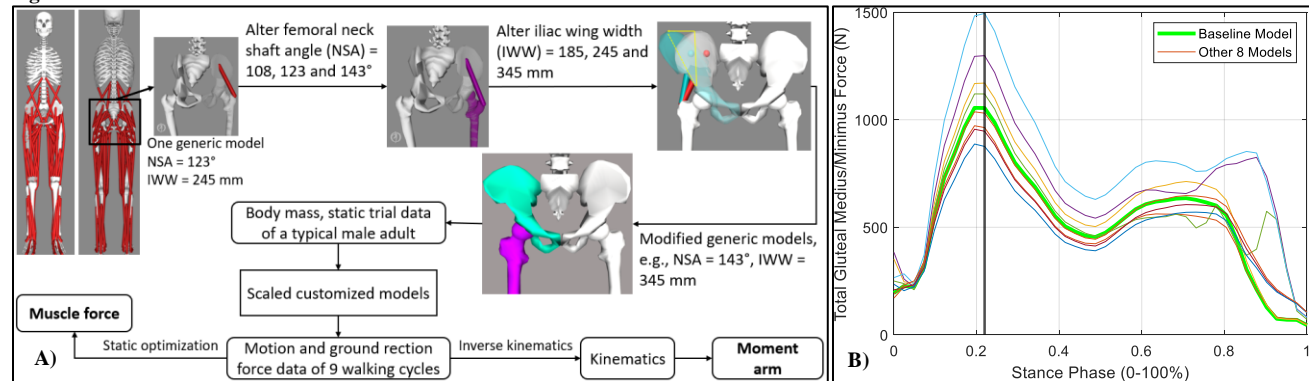 Alter femoral neck
shaft angle (NSA) =
108, 123 and 143°
Alter iliac wing width
(IWW) = 185, 245 and
345 mm
One generic model
NSA = 123°
IWW = 245 mm
Body mass, static trial data
of a typical male adult
Modified generic models,
e.g., NSA = 143°, IWW =
345 mm
Scaled customized models
Muscle force
Static optimization
Motion and ground rection
force data of 9 walking cycles
Inverse kinematics
Kinematics
Moment
arm
A)
Total Gluteal Medius/Minimus Force (N)
1500
1000
500
0
Baseline Model
Other 8 Models
0
0.2
0.4
0.6
0.8
1
Stance Phase (0-100%)
B)